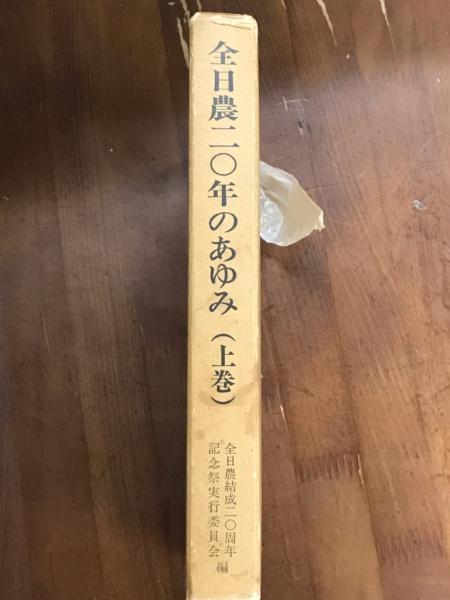 全日農二〇年のあゆみ(上巻)
全日農結成二〇周年
記念祭実行委員会 編